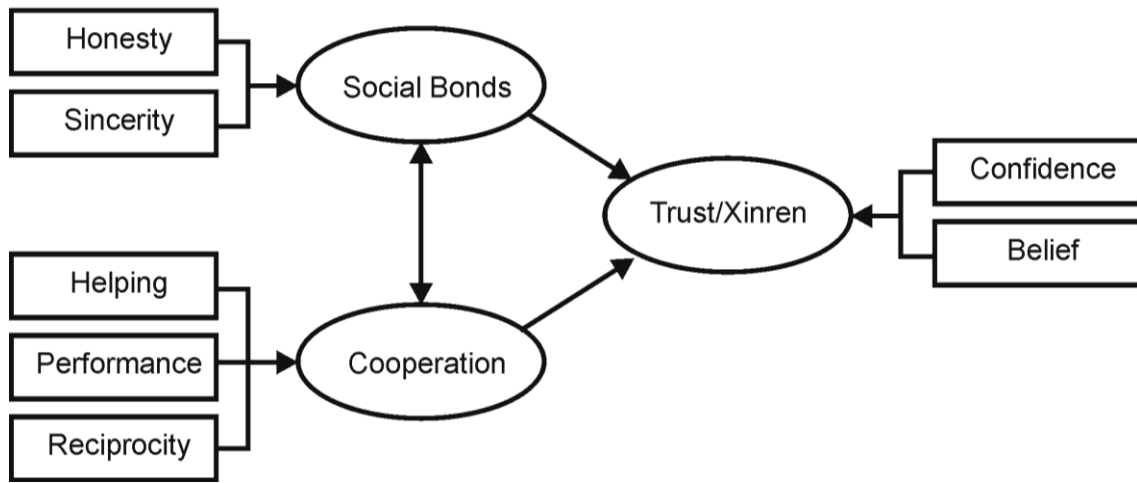 Honesty
Sincerity
Social Bonds
Helping
Performance
Reciprocity
Cooperation
Trust/Xinren
Confidence
Belief